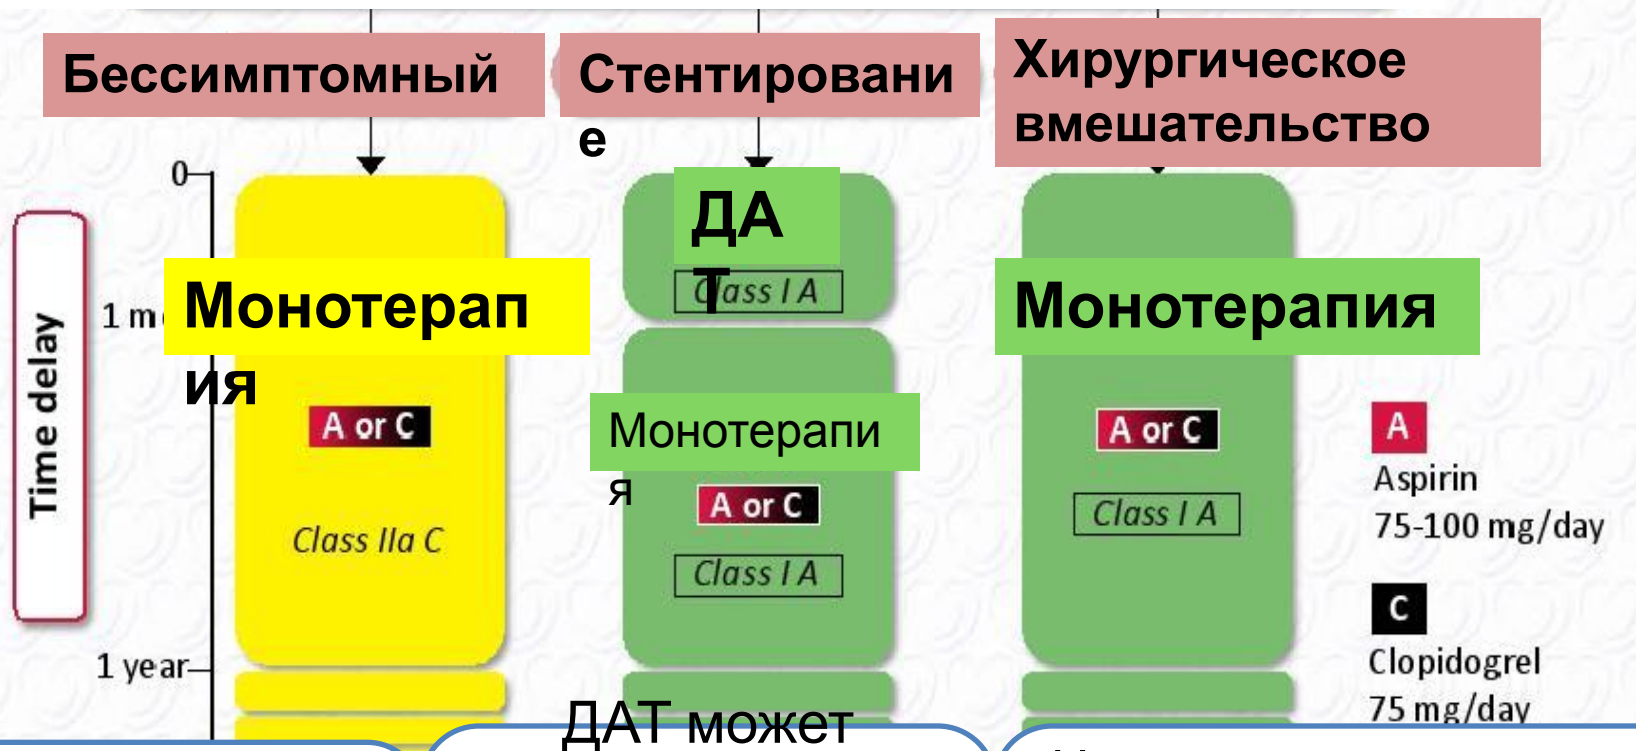 Бессимптомный
Стентировани
е
Хирургическое
вмешательство
0
ДА
Т
Class I A
1 m
Монотерап
ия
Монотерапия
Time delay
A or C
Class IIa C
Монотерапи
я
A or C
Class I A
A or C
Class I A
A
Aspirin
75-100 mg/day
C
Clopidogrel
75 mg/day
1 year
ДАТ может